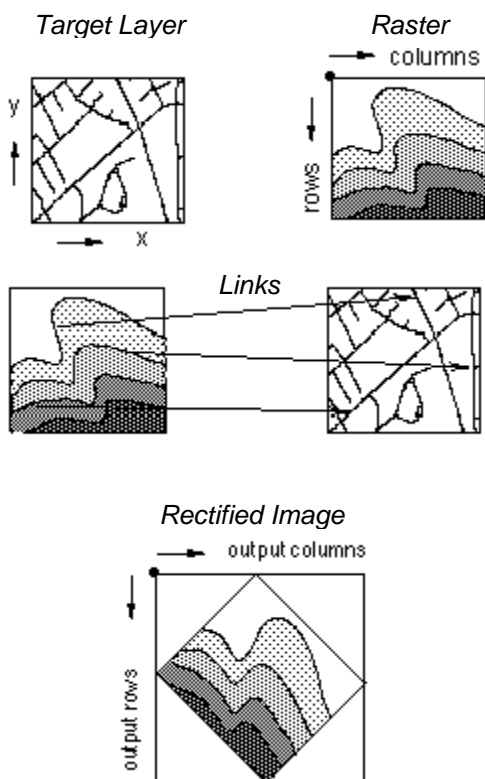 Target Layer
Raster
columns
rows
y
x
Links
Rectified Image
output columns
output rows